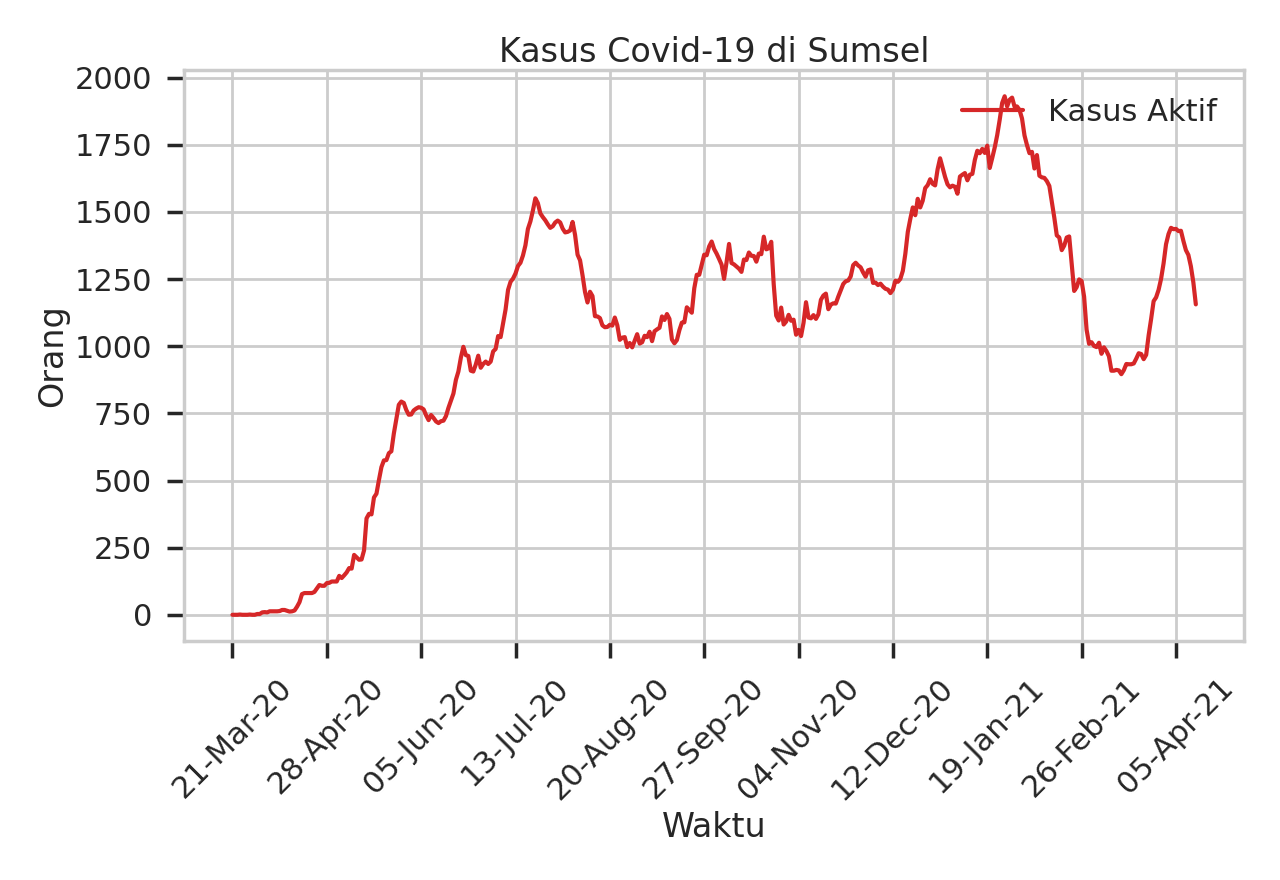 Kasus Covid-19 di Sumsel
Kasus Aktif
2000
1750
1500
1250
1000
750
500
250
0
Orang
21-Mar-20
28-Apr-20
05-Jun-20
13-Jul-20
20-Aug-20
27-Sep-20
04-Nov-20
12-Dec-20
19-Jan-21
26-Feb-21
05-Apr-21
Waktu